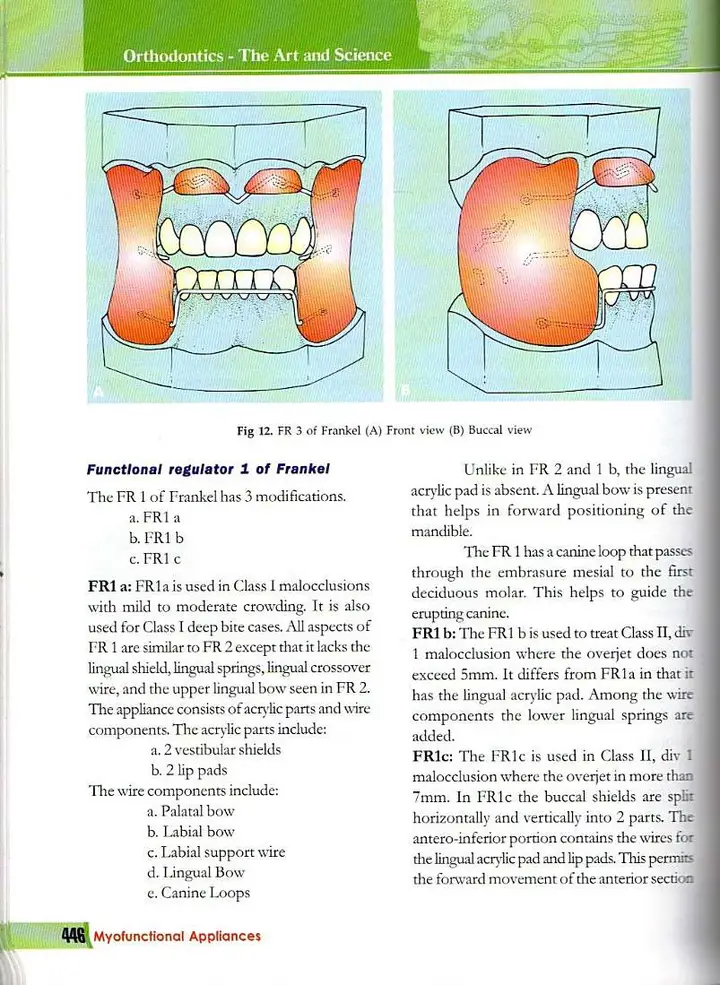 Orthodontics - The Art and Science
A
B
Fig 12. FR 3 of Frankel (A) Front view (B) Buccal view
Functional regulator 1 of Frankel
The FR 1 of Frankel has 3 modifications.
a. FR1 a
b. FR1 b
c. FR1 c
FR1 a: FR1a is used in Class I malocclusions
with mild to moderate crowding. It is also
used for Class I deep bite cases. All aspects of
FR 1 are similar to FR 2 except that it lacks the
lingual shield, lingual springs, lingual crossover
wire, and the upper lingual bow seen in FR 2.
The appliance consists of acrylic parts and wire
components. The acrylic parts include:
a. 2 vestibular shields
b. 2 lip pads
The wire components include:
a. Palatal bow
b. Labial bow
c. Labial support wire
d. Lingual Bow
e. Canine Loops
Unlike in FR 2 and 1 b, the lingual
acrylic pad is absent. A lingual bow is present
that helps in forward positioning of the
mandible.
The FR 1 has a canine loop that passes
through the embrasure mesial to the first
deciduous molar. This helps to guide the
erupting canine.
FR1 b: The FR1 b is used to treat Class II, div
1 malocclusion where the overjet does not
exceed 5mm. It differs from FR1a in that it
has the lingual acrylic pad. Among the wire
components the lower lingual springs are
added.
FR1c: The FR1c is used in Class II, div 1
malocclusion where the overjet in more than
7mm. In FR1c the buccal shields are split
horizontally and vertically into 2 parts. The
antero-inferior portion contains the wires for
the lingual acrylic pad and lip pads. This permits
the forward movement of the anterior section
446 Myofunctional Appliances